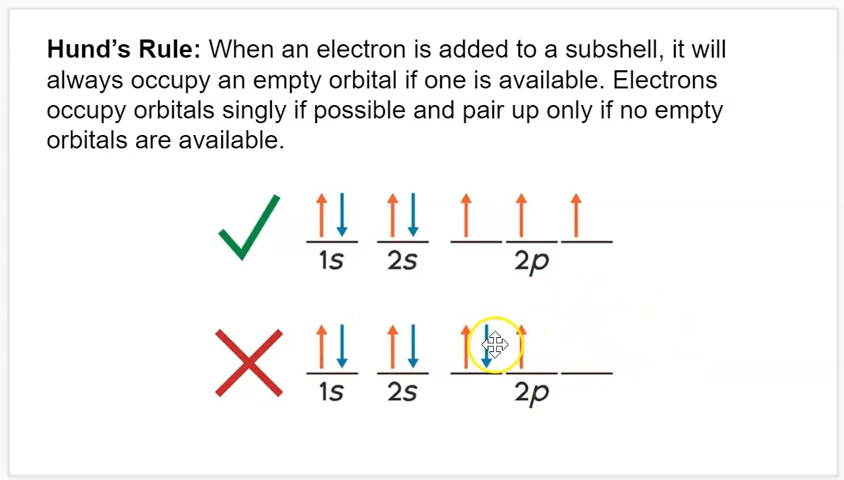 Hund’s Rule: When an electron is added to a subshell, it will
always occupy an empty orbital if one is available. Electrons
occupy orbitals singly if possible and pair up only if no empty
orbitals are available.
1s 2s 2p
1s 2s 2p